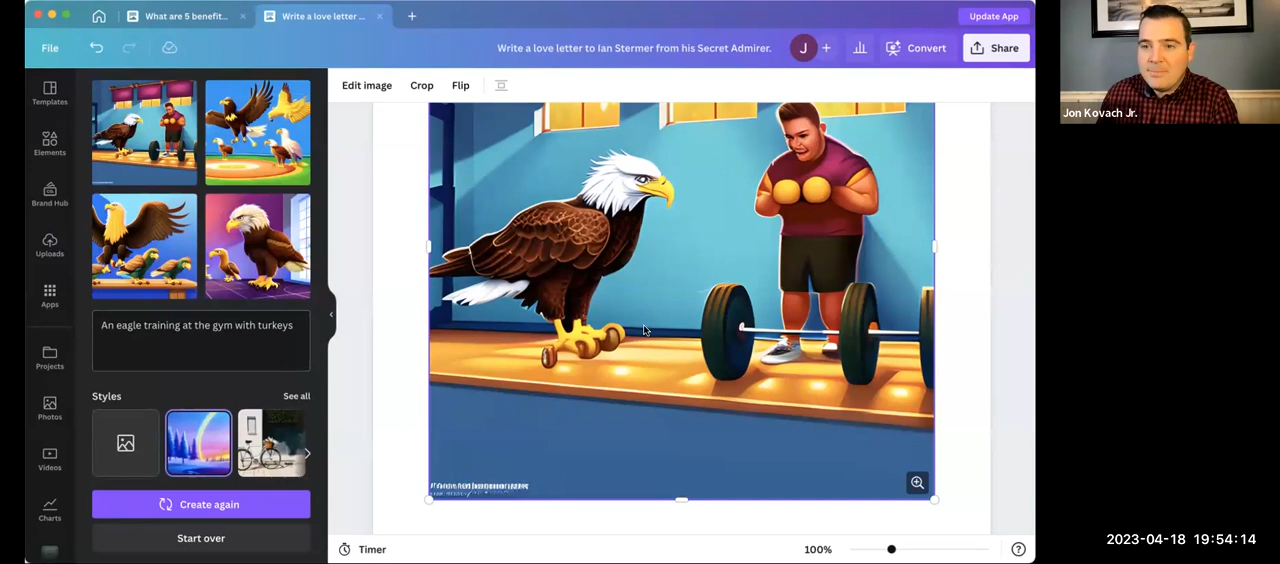 What are 5 benefit...
Write a love letter ...
Update App
File
Write a love letter to Ian Stermer from his Secret Admirer.
J
Convert
Share
Jon Kovach Jr.
Templates
Elements
Brand Hub
Uploads
Apps
Projects
Photos
Videos
Charts
Edit image
Crop
Flip
An eagle training at the gym with turkeys
Styles
See all
Create again
Start over
Timer
100%
2023-04-18 19:54:14